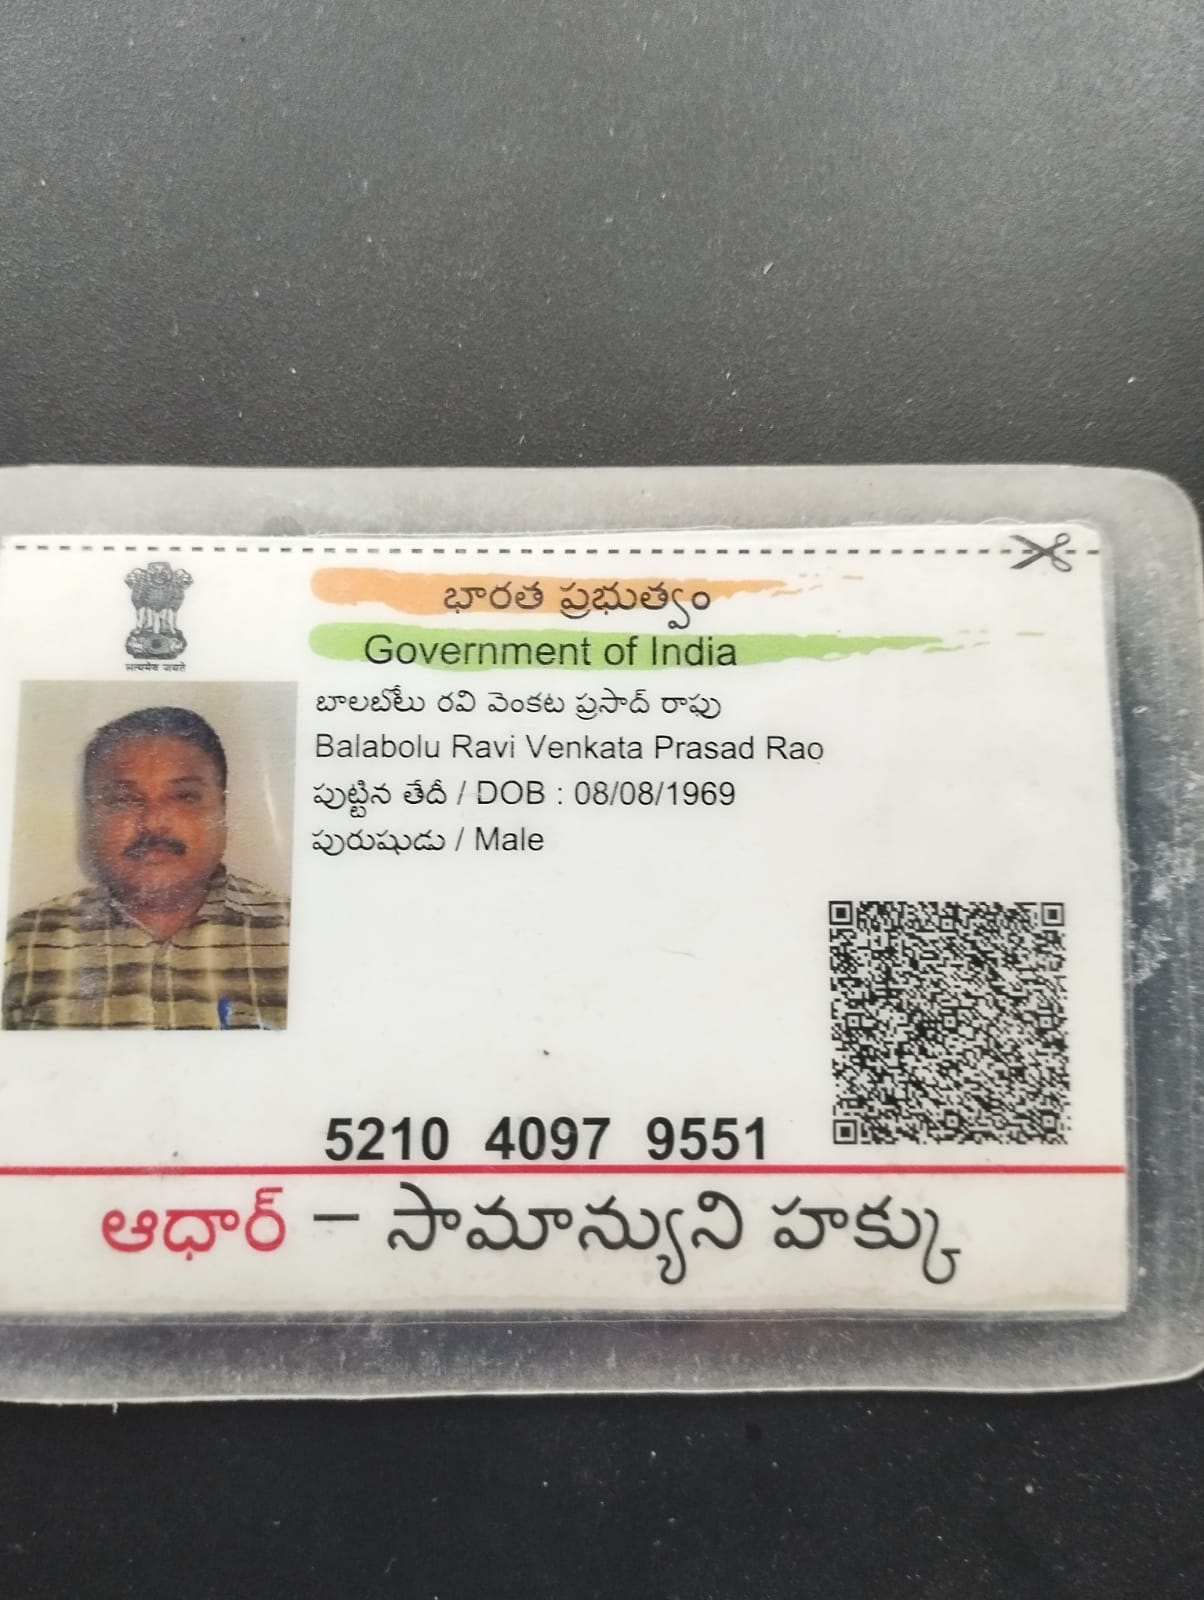 భారత ప్రభుత్వం
Government of India
सत्यमेव जयते
బాలబోలు రవి వెంకట ప్రసాద్ రావు
Balabolu Ravi Venkata Prasad Rao
పుట్టిన తేదీ / DOB : 08/08/1969
పురుషుడు / Male
5210 4097 9551
ఆధార్ – సామాన్యుని హక్కు